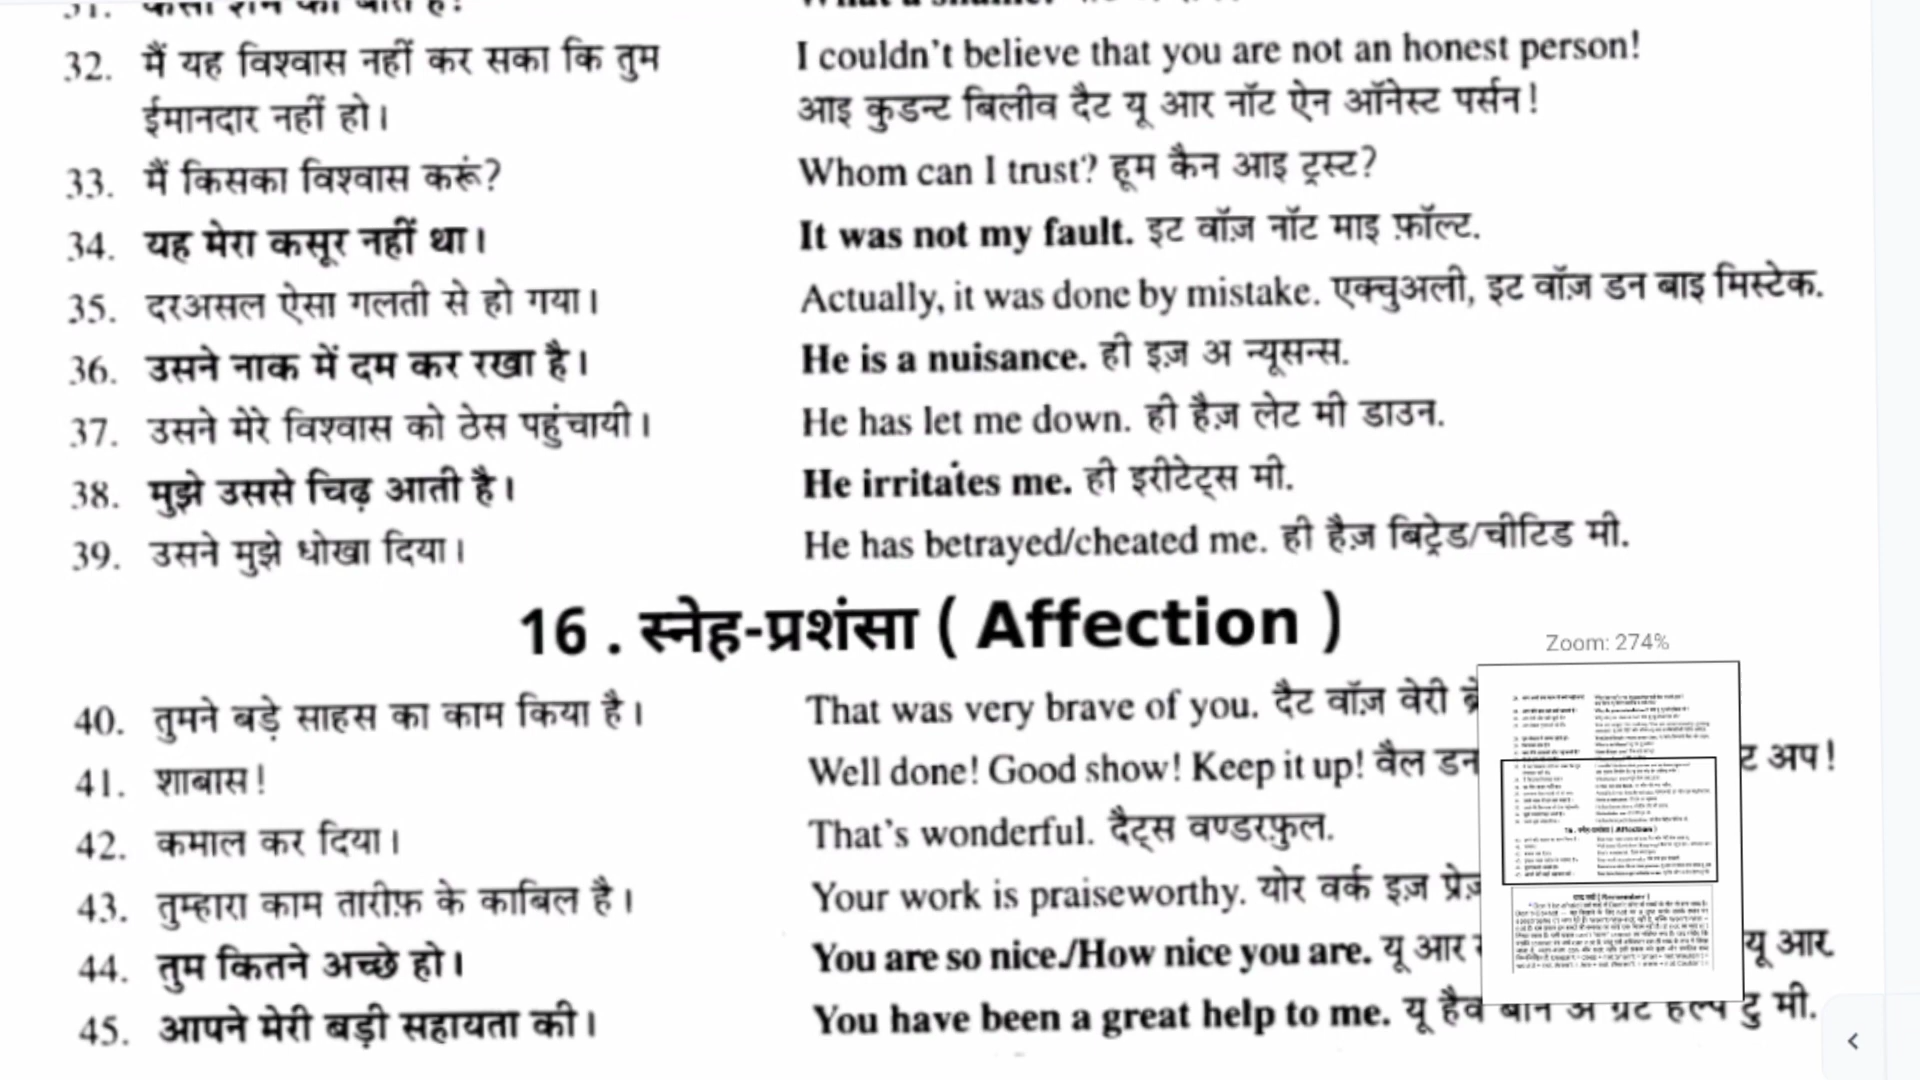 32. मैं यह विश्वास नहीं कर सका कि तुम ईमानदार नहीं हो। I couldn't believe that you are not an honest person!
आइ कुडन्ट बिलीव दैट यू आर नॉट ऐन ऑनेस्ट पर्सन!
33. मैं किसका विश्वास करूं? Whom can I trust? हूम कैन आइ ट्रस्ट?
34. यह मेरा कसूर नहीं था। It was not my fault. इट वॉज़ नॉट माइ फ़ॉल्ट.
35. दरअसल ऐसा गलती से हो गया। Actually, it was done by mistake. एक्चुअली, इट वॉज़ डन बाइ मिस्टेक.
36. उसने नाक में दम कर रखा है। He is a nuisance. ही इज़ अ न्यूसन्स.
37. उसने मेरे विश्वास को ठेस पहुंचायी। He has let me down. ही हैज़ लेट मी डाउन.
38. मुझे उससे चिढ़ आती है। He irritates me. ही इरीटेट्स मी.
39. उसने मुझे धोखा दिया। He has betrayed/cheated me. ही हैज़ बिट्रेड/चीटिड मी.
16 . स्नेह-प्रशंसा ( Affection )
Zoom: 274%
40. तुमने बड़े साहस का काम किया है। That was very brave of you. दैट वॉज़ वेरी
41. शाबास! Well done! Good show! Keep it up! वैल डन अप!
42. कमाल कर दिया। That's wonderful. दैट्स वण्डरफ़ुल.
43. तुम्हारा काम तारीफ़ के काबिल है। Your work is praiseworthy. योर वर्क इज़
44. तुम कितने अच्छे हो। You are so nice./How nice you are. यू आर यू आर.
45. आपने मेरी बड़ी सहायता की। You have been a great help to me. यू हैव टु मी.